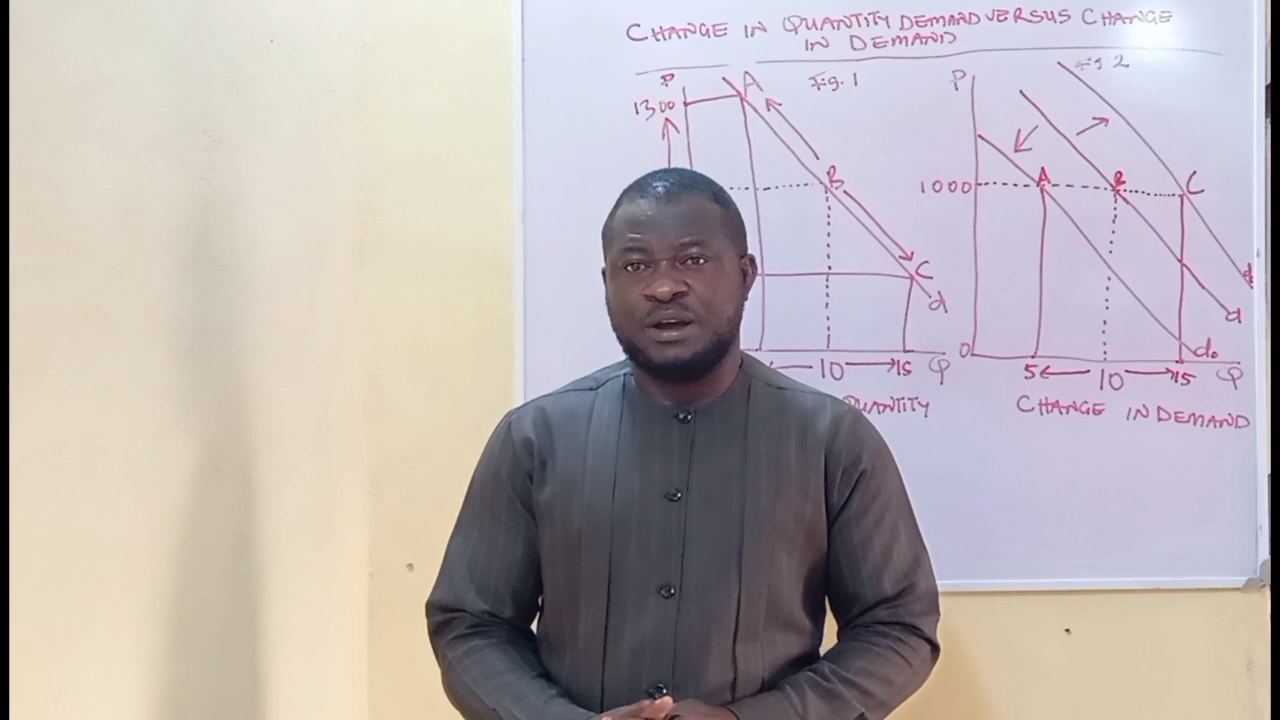 CHANGE IN QUANTITY DEMAND VERSUS CHANGE
IN DEMAND
P A Fig. 1
1300
B
C
d
10 15 Q
QUANTITY
P Fig 2
1000 A B C
d
d
d₀
0
5 10 15 Q
CHANGE IN DEMAND